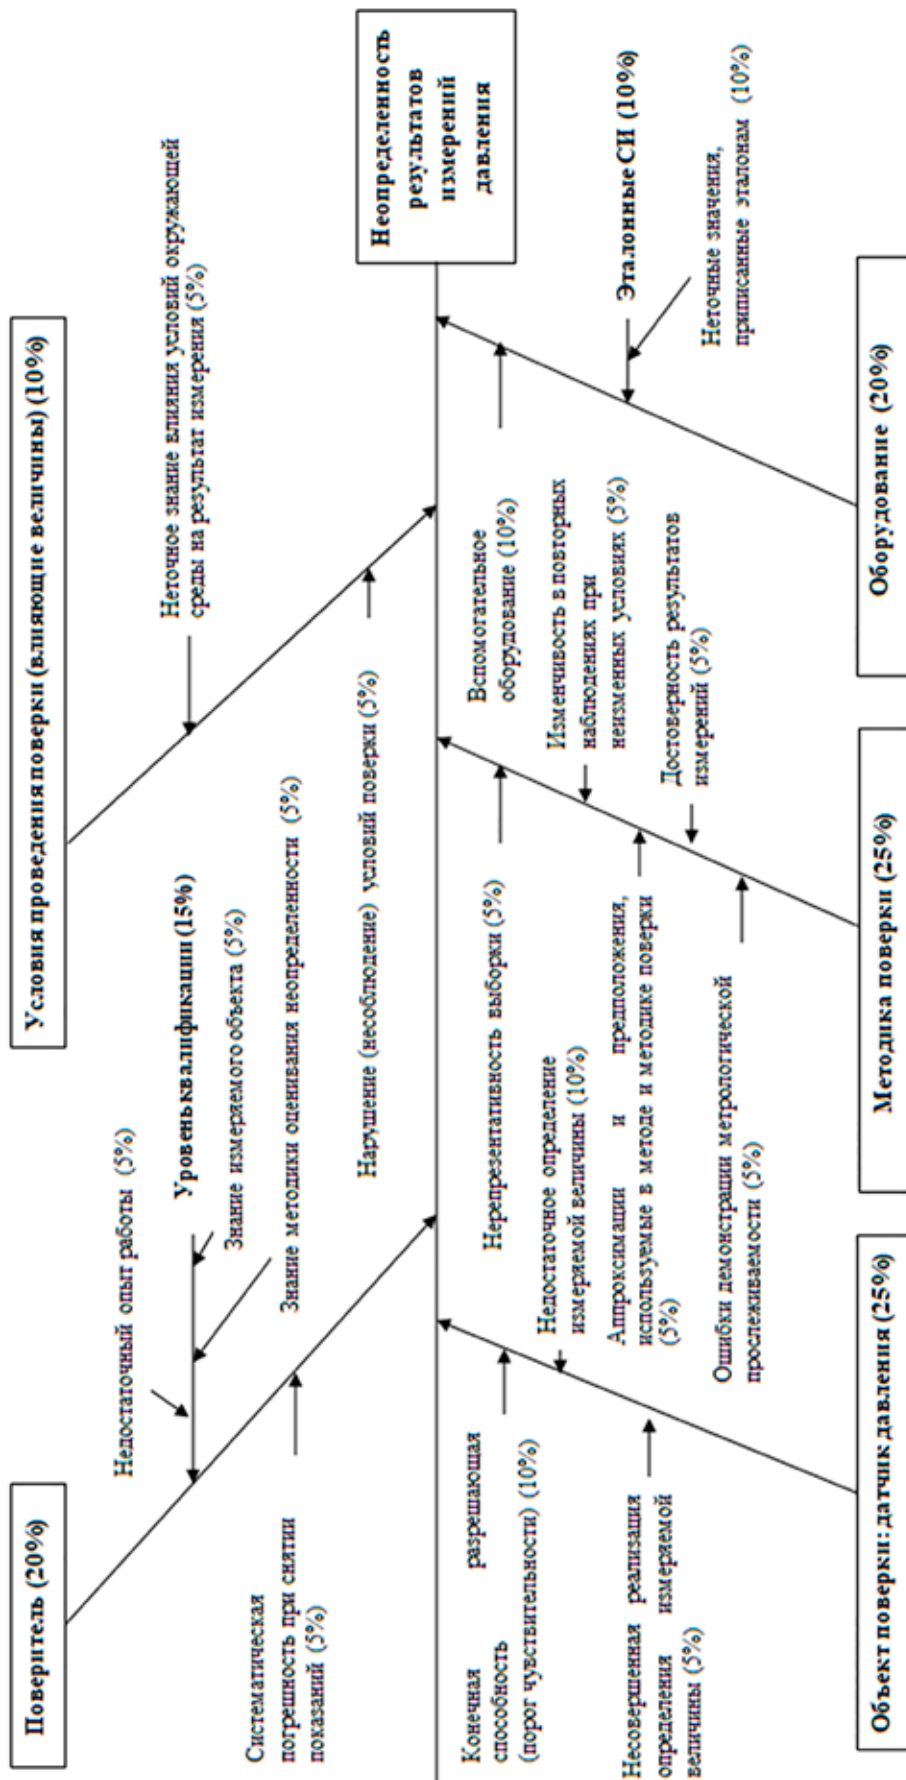 Поверитель (20%)
Условия проведения поверки (влияющие величины) (10%)
Недостаточный опыт работы (5%)
Уровень квалификации (15%)
Знание измеряемого объекта (5%)
Знание методики оценивания неопределенности (5%)
Систематическая
погрешность при снятии
показаний (5%)
Неточное знание влияния условий окружающей
среды на результат измерения (5%)
Нарушение (несоблюдение) условий поверки (5%)
Неопределенность
результатов
измерений
давления
Конечная разрешающая
способность
(порог чувствительности) (10%)
Недостаточное определение
измеряемой величины (10%)
Несовершенная реализация
определения измеряемой
величины (5%)
Нерепрезентативность выборки (5%)
Изменчивость в повторных
наблюдениях при
неизменных условиях (5%)
Аппроксимации и предположения,
используемые в методе и методике поверки
(5%)
Достоверность результатов
измерений (5%)
Ошибки демонстрации метрологической
прослеживаемости (5%)
Вспомогательное
оборудование (10%)
Эталонные СИ (10%)
Неточные значения,
приписанные эталонам (10%)
Объект поверки: датчик давления (25%)
Методика поверки (25%)
Оборудование (20%)